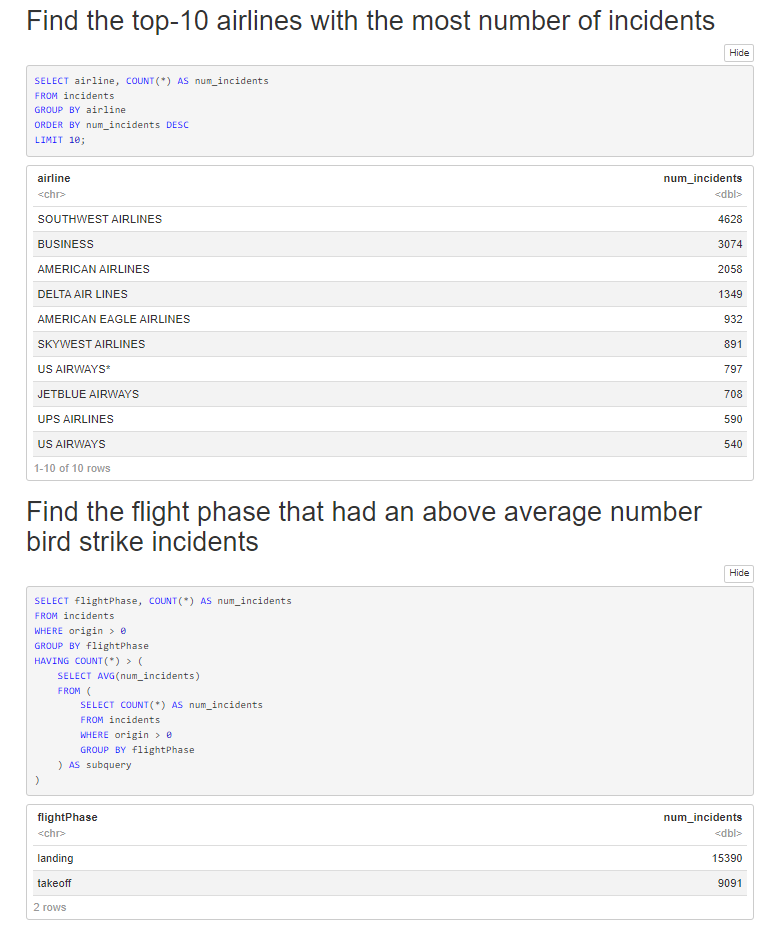 Find the top-10 airlines with the most number of incidents
Hide
SELECT airline, COUNT(*) AS num_incidents
FROM incidents
GROUP BY airline
ORDER BY num_incidents DESC
LIMIT 10;
airline num_incidents
<chr> <dbl>
SOUTHWEST AIRLINES 4628
BUSINESS 3074
AMERICAN AIRLINES 2058
DELTA AIR LINES 1349
AMERICAN EAGLE AIRLINES 932
SKYWEST AIRLINES 891
US AIRWAYS* 797
JETBLUE AIRWAYS 708
UPS AIRLINES 590
US AIRWAYS 540
1-10 of 10 rows
Find the flight phase that had an above average number
bird strike incidents
Hide
SELECT flightPhase, COUNT(*) AS num_incidents
FROM incidents
WHERE origin > 0
GROUP BY flightPhase
HAVING COUNT(*) > (
    SELECT AVG(num_incidents)
    FROM (
        SELECT COUNT(*) AS num_incidents
        FROM incidents
        WHERE origin > 0
        GROUP BY flightPhase
    ) AS subquery
)
flightPhase num_incidents
<chr> <dbl>
landing 15390
takeoff 9091
2 rows